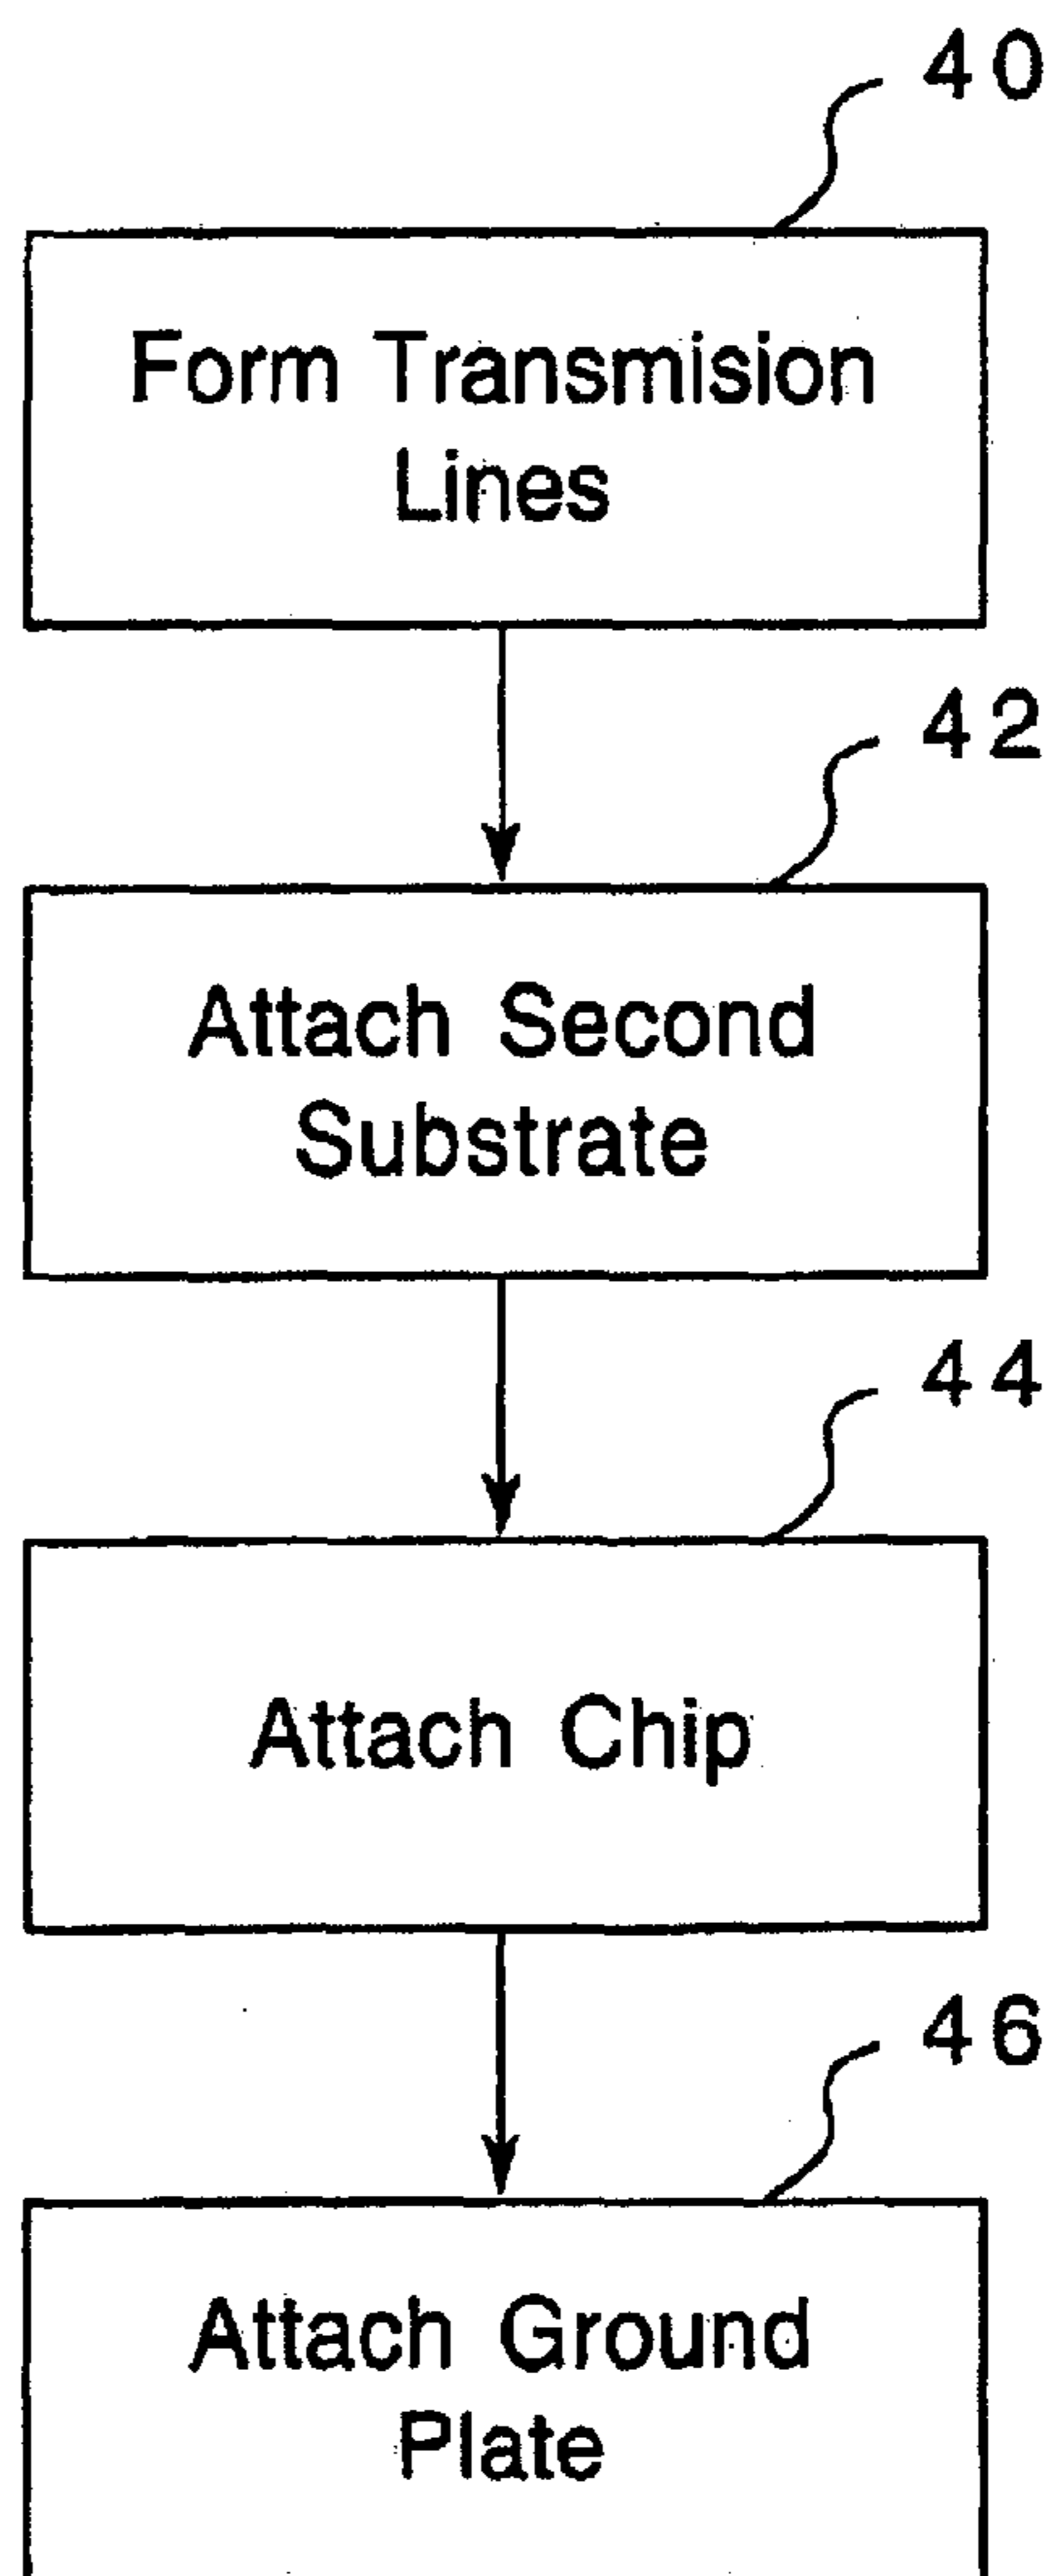 40
Form Transmision
Lines
42
Attach Second
Substrate
44
Attach Chip
46
Attach Ground
Plate